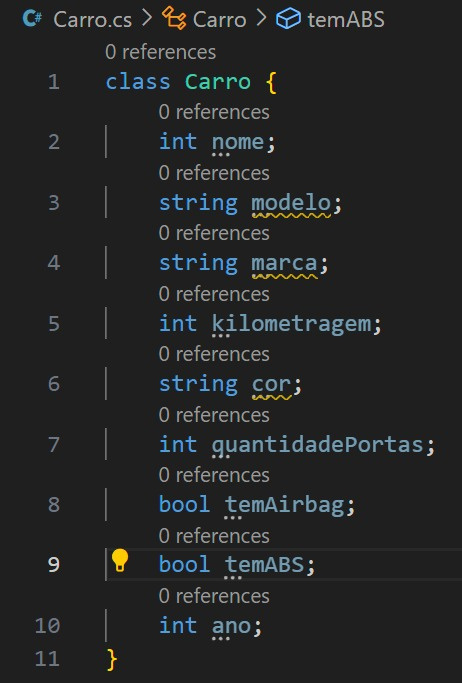 C# Carro.cs > Carro > temABS
0 references
1 class Carro {
0 references
2 int nome;
0 references
3 string modelo;
0 references
4 string marca;
0 references
5 int kilometragem;
0 references
6 string cor;
0 references
7 int quantidadePortas;
0 references
8 bool temAirbag;
0 references
9 bool temABS;
0 references
10 int ano;
11 }